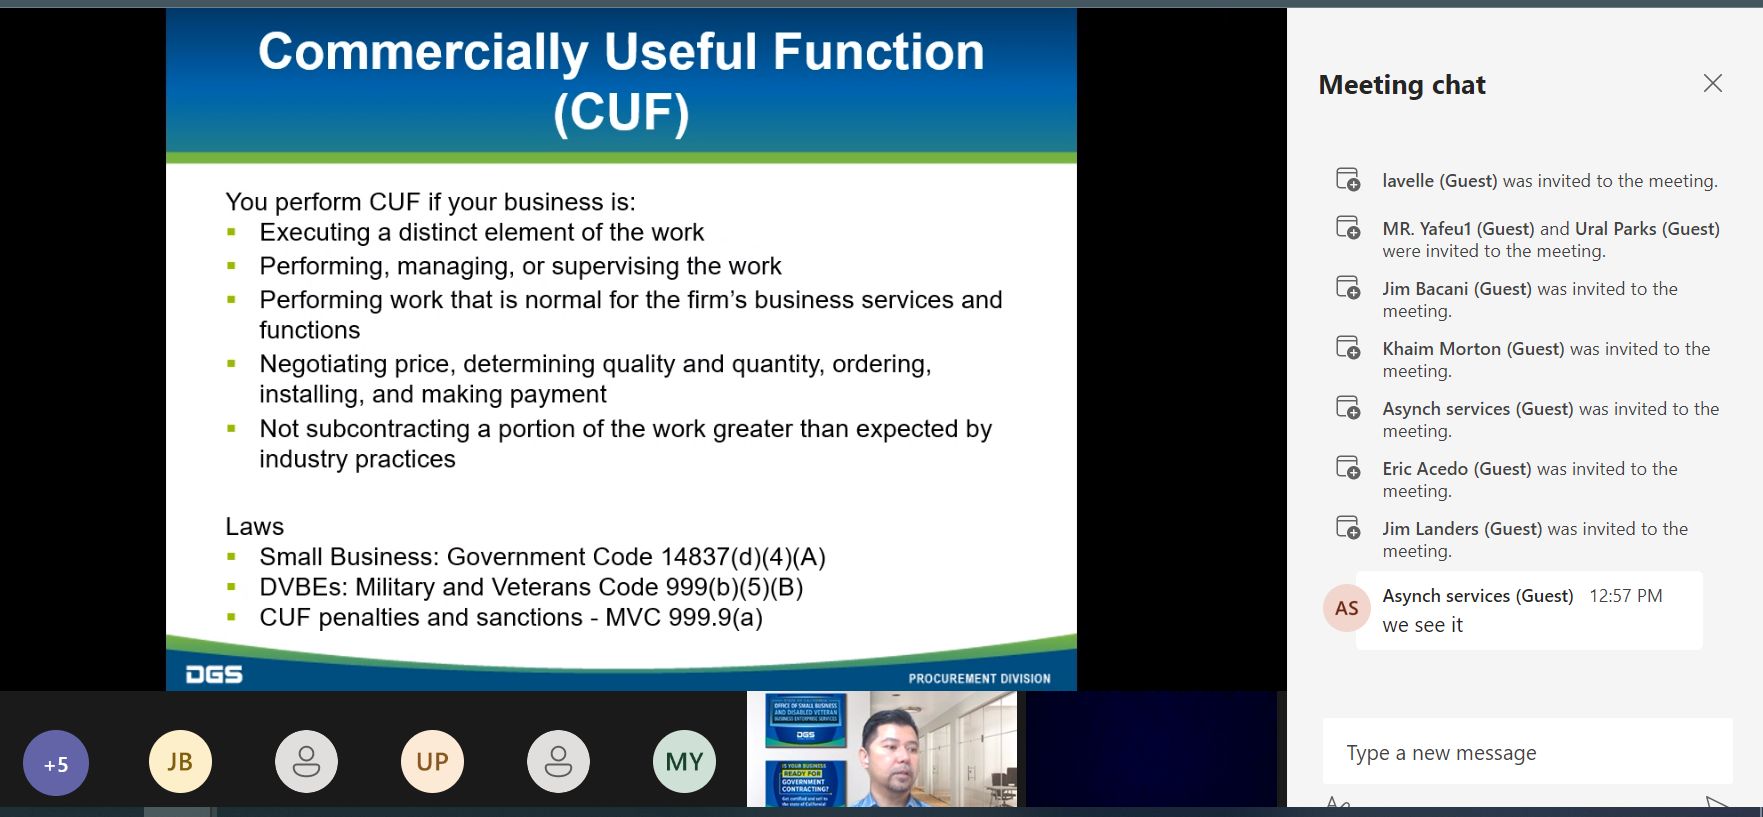 Commercially Useful Function
(CUF)
You perform CUF if your business is:
Executing a distinct element of the work
Performing, managing, or supervising the work
Performing work that is normal for the firm’s business services and
functions
Negotiating price, determining quality and quantity, ordering,
installing, and making payment
Not subcontracting a portion of the work greater than expected by
industry practices
Laws
Small Business: Government Code 14837(d)(4)(A)
DVBEs: Military and Veterans Code 999(b)(5)(B)
CUF penalties and sanctions - MVC 999.9(a)
DGS
PROCUREMENT DIVISION
+5
JB
UP
MY
OFFICE OF SMALL BUSINESS
AND DISABLED VETERAN
BUSINESS ENTERPRISE SERVICES
DGS
IS YOUR BUSINESS
READY FOR
GOVERNMENT
CONTRACTING?
Get certified and sell to
the state of California!
Meeting chat
lavelle (Guest) was invited to the meeting.
MR. Yafeu1 (Guest) and Ural Parks (Guest)
were invited to the meeting.
Jim Bacani (Guest) was invited to the
meeting.
Khaim Morton (Guest) was invited to the
meeting.
Asynch services (Guest) was invited to the
meeting.
Eric Acedo (Guest) was invited to the
meeting.
Jim Landers (Guest) was invited to the
meeting.
AS
Asynch services (Guest) 12:57 PM
we see it
Type a new message